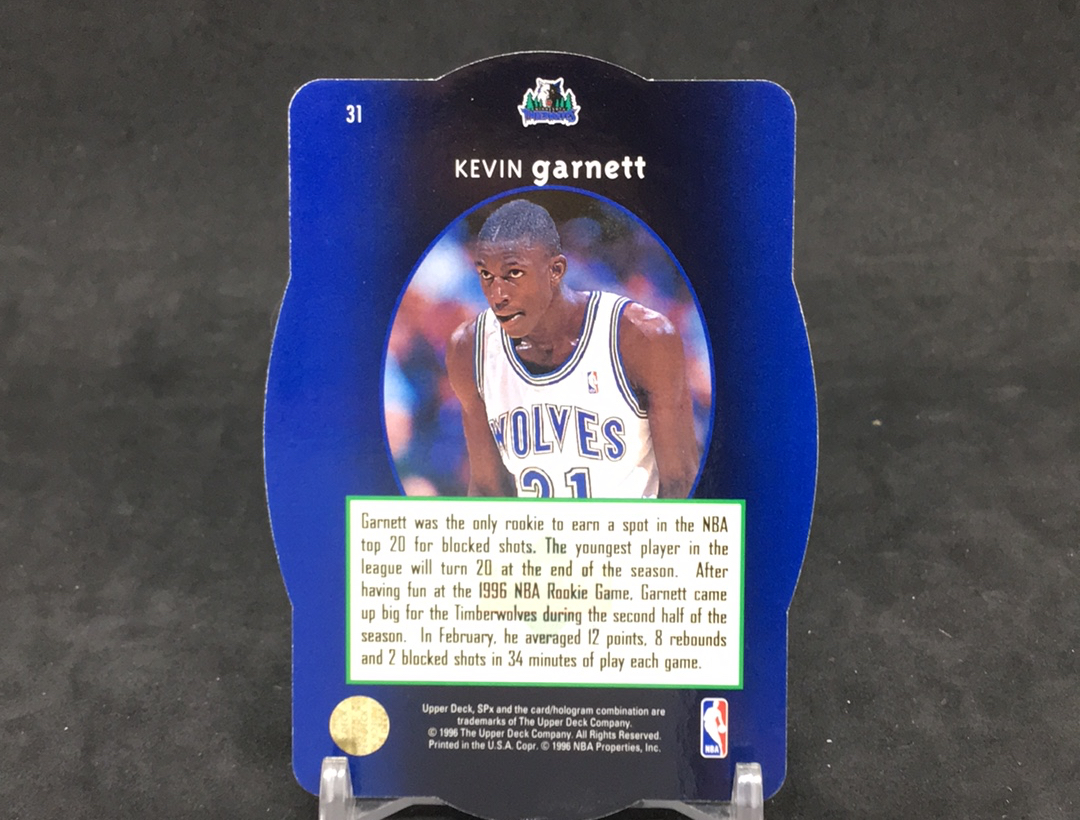 31
KEVIN garnett
WOLVES
21
Garnett was the only rookie to earn a spot in the NBA
top 20 for blocked shots. The youngest player in the
league will turn 20 at the end of the season. After
having fun at the 1996 NBA Rookie Game, Garnett came
up big for the Timberwolves during the second half of the
season. In February, he averaged 12 points, 8 rebounds
and 2 blocked shots in 34 minutes of play each game.
Upper Deck, SPx and the card/hologram combination are
trademarks of The Upper Deck Company.
© 1996 The Upper Deck Company. All Rights Reserved.
Printed in the U.S.A. Copr. © 1996 NBA Properties, Inc.
NBA